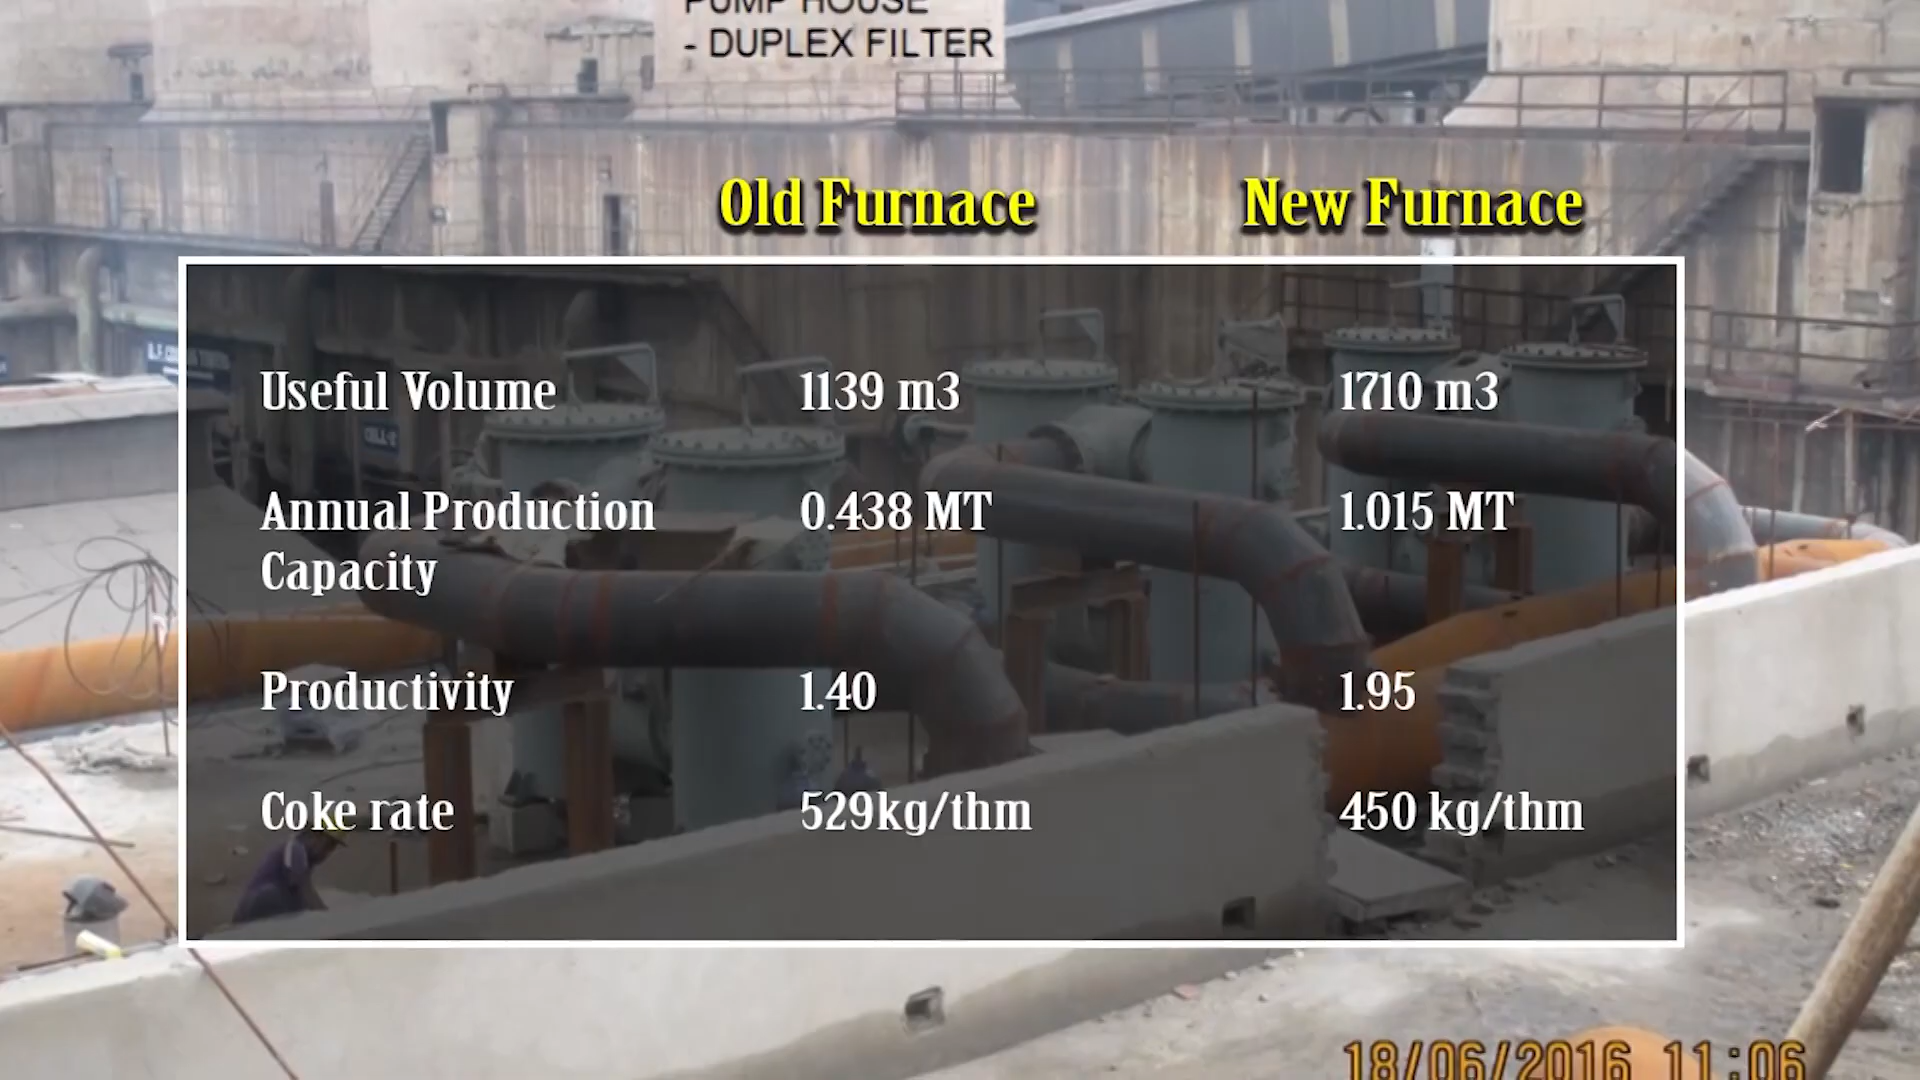 PUMP HOUSE
- DUPLEX FILTER
Old Furnace New Furnace
Useful Volume 1139 m3 1710 m3
Annual Production 0.438 MT 1.015 MT
Capacity
Productivity 1.40 1.95
Coke rate 529kg/thm 450 kg/thm
18/06/2016 11:06